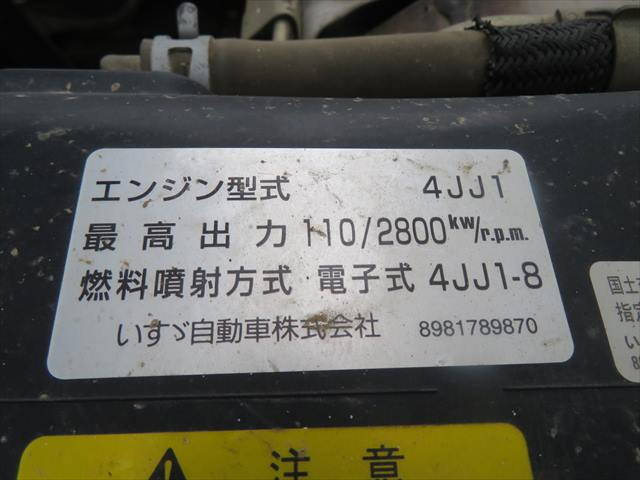 エンジン型式 4JJ1
最高出力 110/2800kW/r.p.m.
燃料噴射方式 電子式 4JJ1-8
いすゞ自動車株式会社 8981789870
国土
指定
い
8
注意